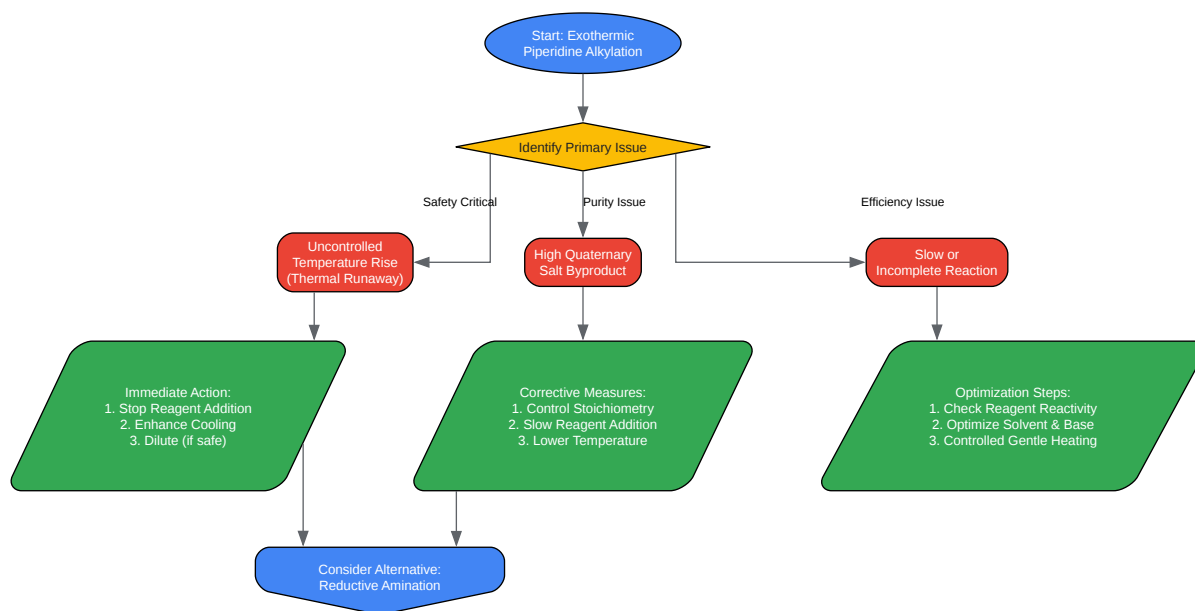 Start: Exothermic
Piperidine Alkylation
Identify Primary Issue
Safety Critical
Purity Issue
Efficiency Issue
Uncontrolled
Temperature Rise
(Thermal Runaway)
High Quaternary
Salt Byproduct
Slow or
Incomplete Reaction
Immediate Action:
1. Stop Reagent Addition
2. Enhance Cooling
3. Dilute (if safe)
Corrective Measures:
1. Control Stoichiometry
2. Slow Reagent Addition
3. Lower Temperature
Optimization Steps:
1. Check Reagent Reactivity
2. Optimize Solvent & Base
3. Controlled Gentle Heating
Consider Alternative:
Reductive Amination